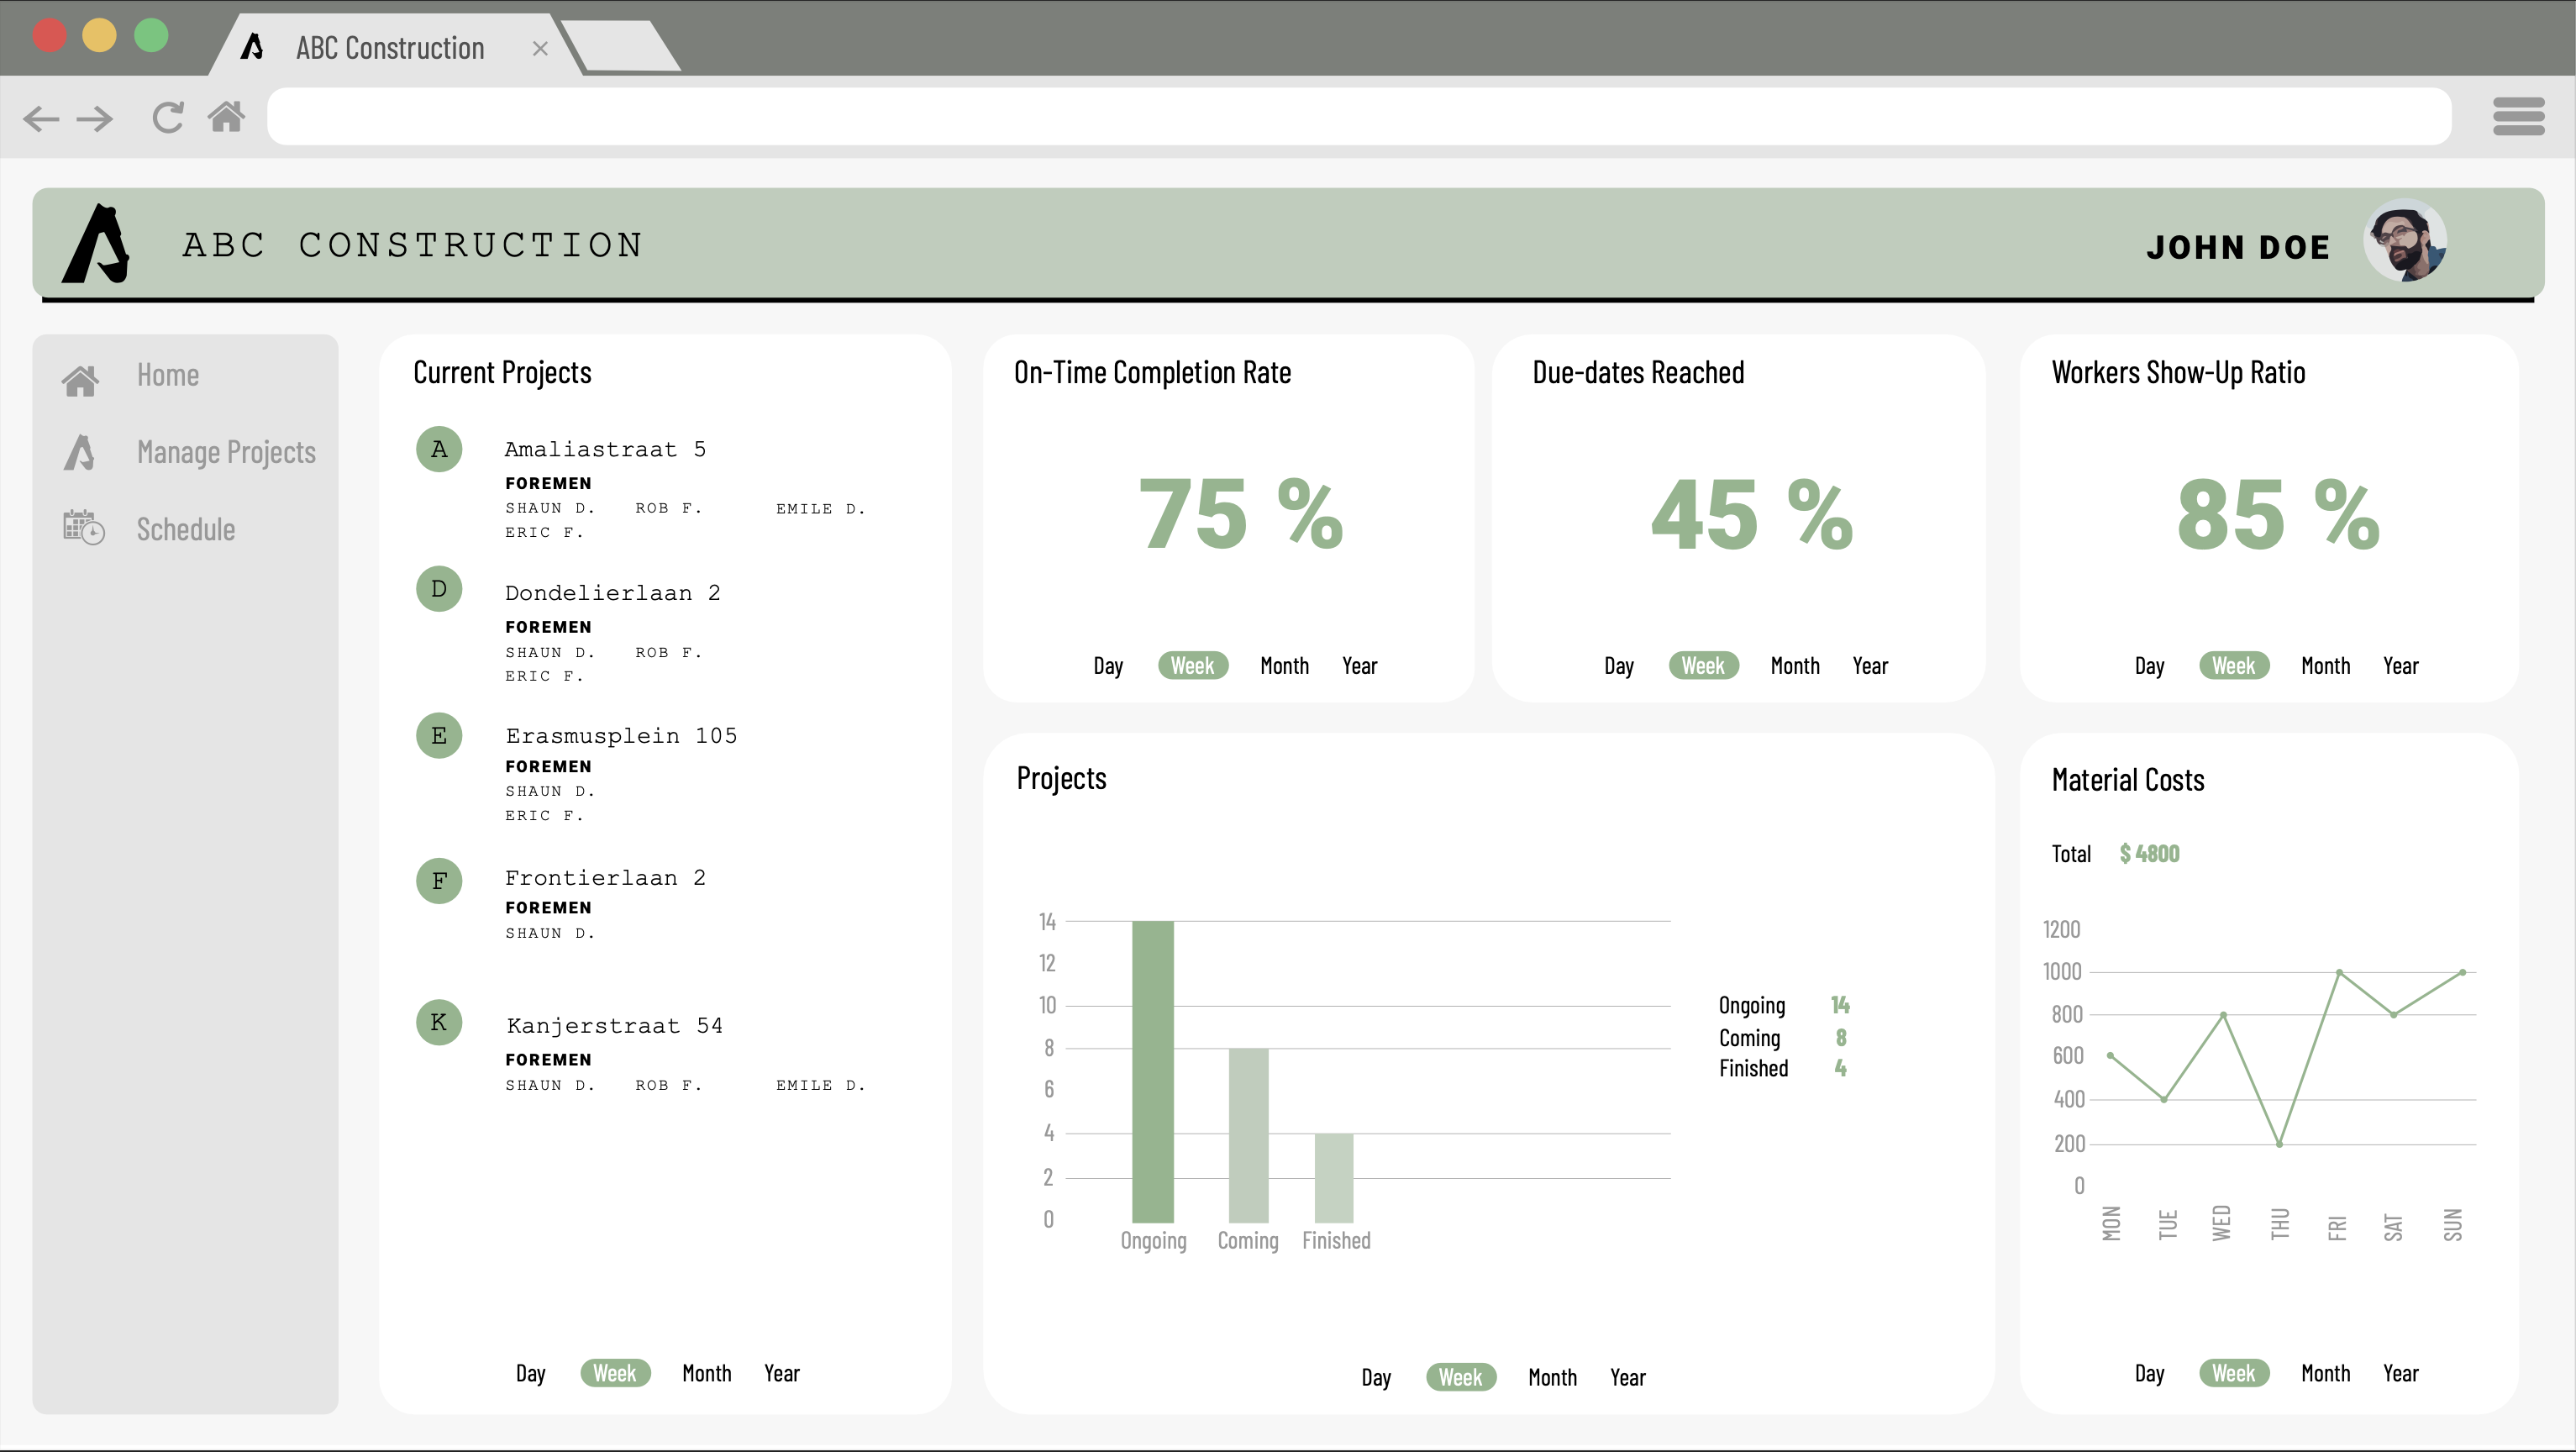 ABC Construction
ABC CONSTRUCTION
JOHN DOE
Home
Manage Projects
Schedule
Current Projects
A
Amaliastraat 5
FOREMEN
SHAUN D. ROB F. EMILE D.
ERIC F.
D
Dondelierlaan 2
FOREMEN
SHAUN D. ROB F.
ERIC F.
E
Erasmusplein 105
FOREMEN
SHAUN D.
ERIC F.
F
Frontierlaan 2
FOREMEN
SHAUN D.
K
Kanjerstraat 54
FOREMEN
SHAUN D. ROB F. EMILE D.
Day Week Month Year
On-Time Completion Rate
75 %
Day Week Month Year
Due-dates Reached
45 %
Day Week Month Year
Workers Show-Up Ratio
85 %
Day Week Month Year
Projects
14
12
10
8
6
4
2
0
Ongoing Coming Finished
Ongoing 14
Coming 8
Finished 4
Day Week Month Year
Material Costs
Total $ 4800
1200
1000
800
600
400
200
0
MON TUE WED THU FRI SAT SUN
Day Week Month Year